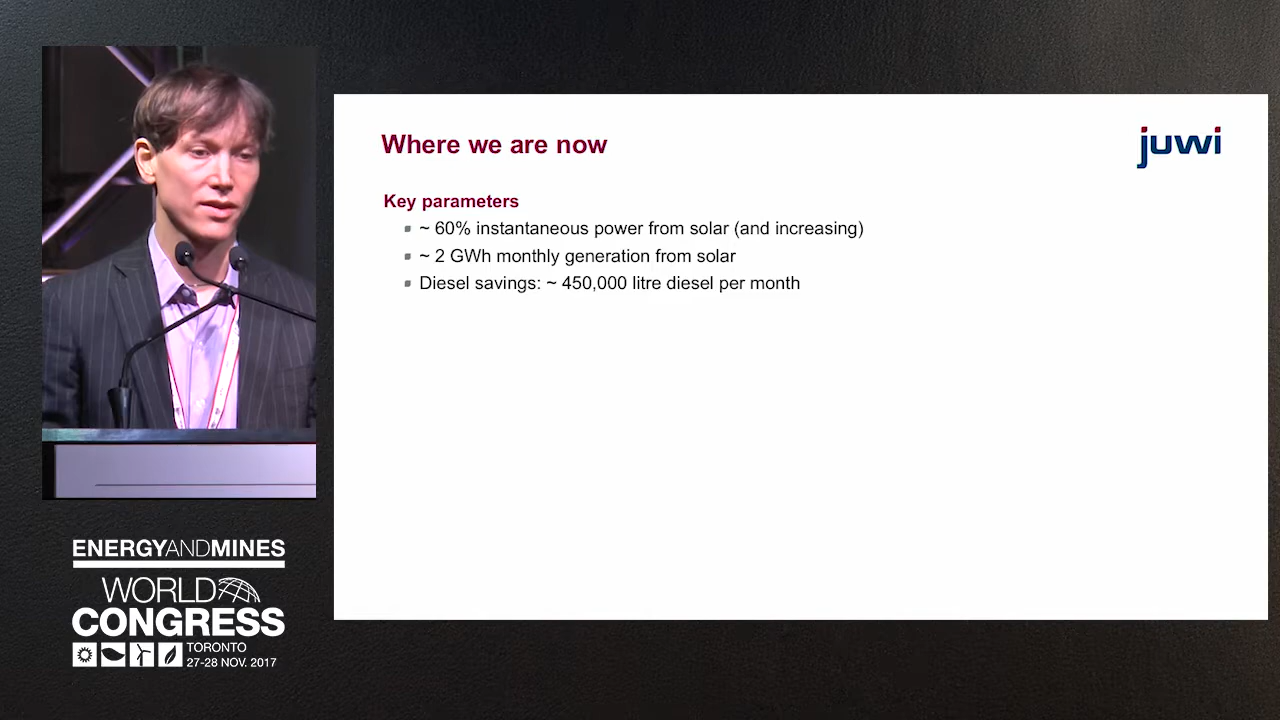 Where we are now
juwi
Key parameters
~ 60% instantaneous power from solar (and increasing)
~ 2 GWh monthly generation from solar
Diesel savings: ~ 450,000 litre diesel per month
ENERGYANDMINES
WORLD
CONGRESS
TORONTO
27-28 NOV. 2017